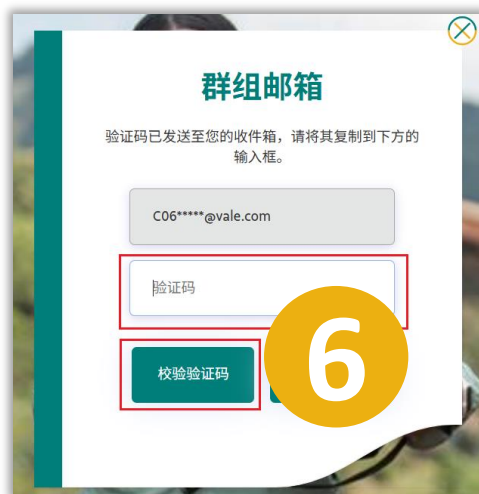 群组邮箱
验证码已发送至您的收件箱，请将其复制到下方的
输入框。
C06*****@vale.com
验证码
校验验证码
6